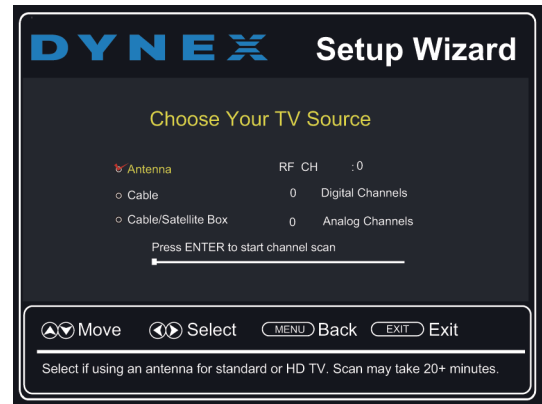 DYNEX Setup Wizard
Choose Your TV Source
Antenna RF CH :0
Cable 0 Digital Channels
Cable/Satellite Box 0 Analog Channels
Press ENTER to start channel scan
Move Select MENU Back EXIT Exit
Select if using an antenna for standard or HD TV. Scan may take 20+ minutes.